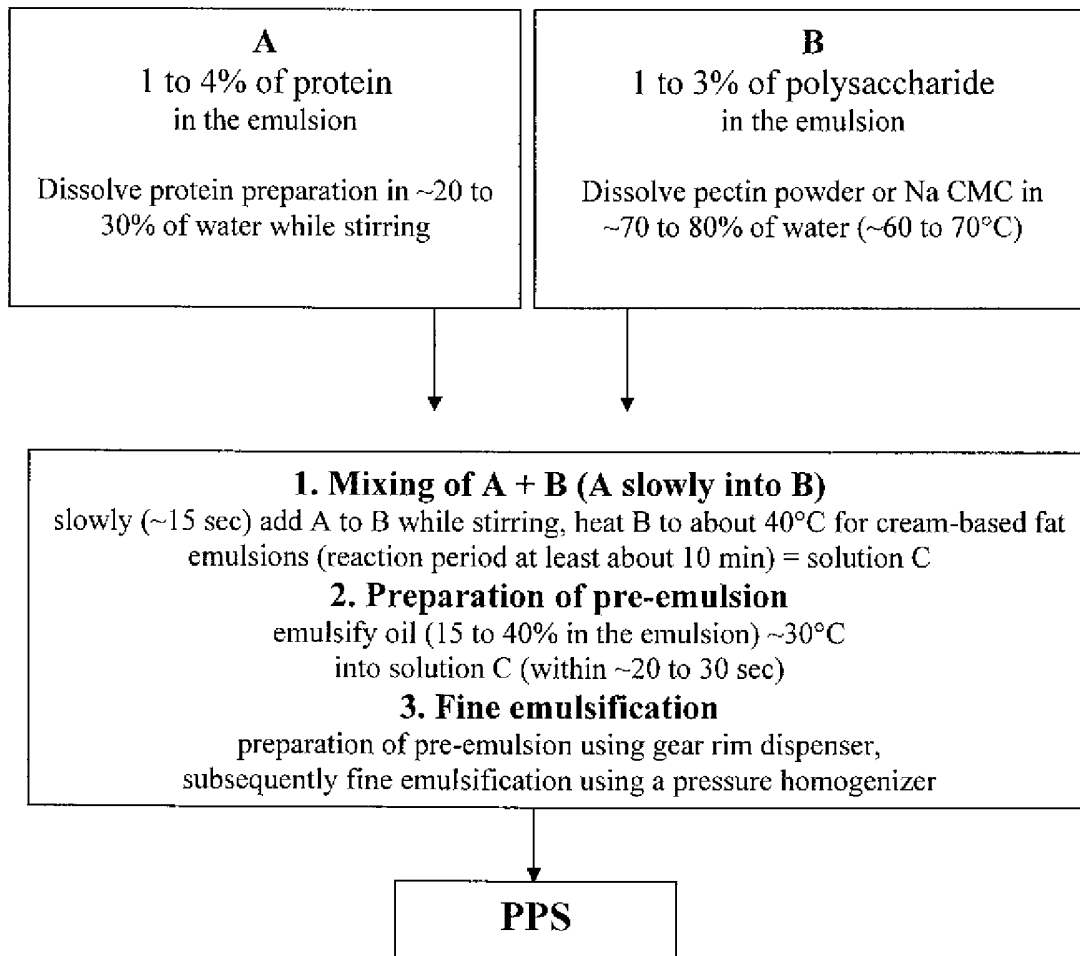 A
1 to 4% of protein
in the emulsion
Dissolve protein preparation in ~20 to
30% of water while stirring
B
1 to 3% of polysaccharide
in the emulsion
Dissolve pectin powder or Na CMC in
~70 to 80% of water (~60 to 70°C)
1. Mixing of A + B (A slowly into B)
slowly (~15 sec) add A to B while stirring, heat B to about 40°C for cream-based fat
emulsions (reaction period at least about 10 min) = solution C
2. Preparation of pre-emulsion
emulsify oil (15 to 40% in the emulsion) ~30°C
into solution C (within ~20 to 30 sec)
3. Fine emulsification
preparation of pre-emulsion using gear rim dispenser,
subsequently fine emulsification using a pressure homogenizer
PPS